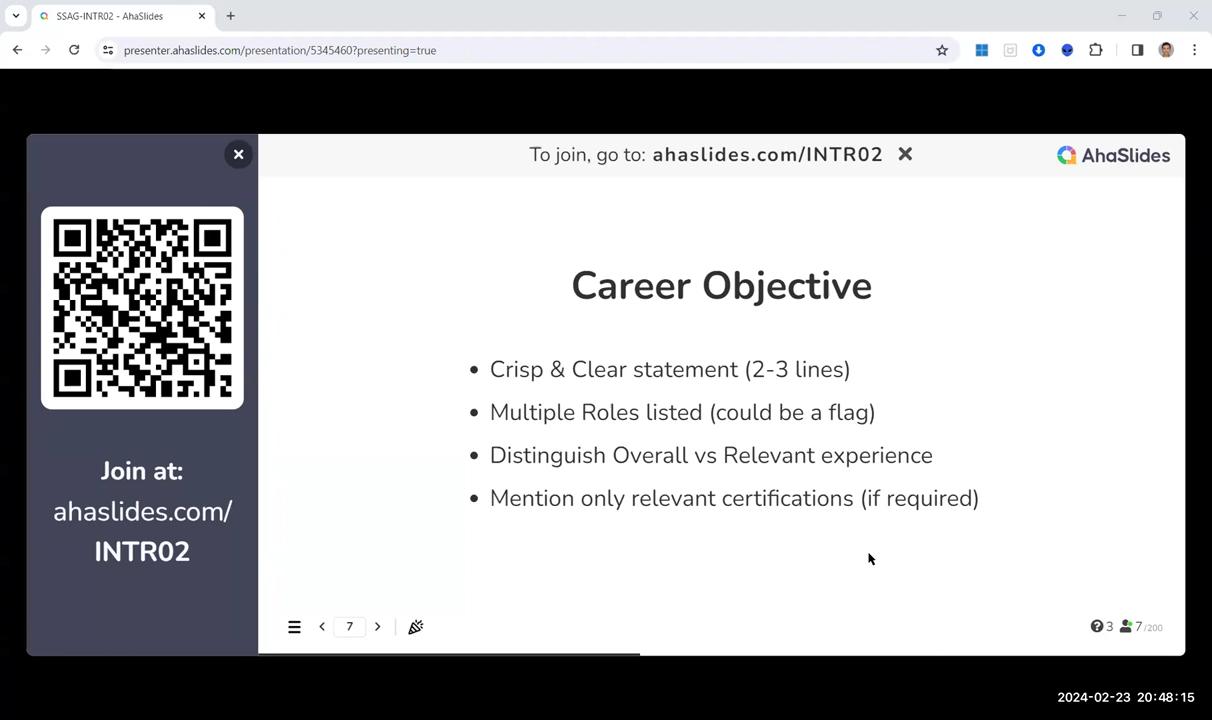 SSAG-INTR02 - AhaSlides
presenter.ahaslides.com/presentation/5345460?presenting=true
To join, go to: ahaslides.com/INTR02
AhaSlides
Career Objective
• Crisp & Clear statement (2-3 lines)
• Multiple Roles listed (could be a flag)
• Distinguish Overall vs Relevant experience
• Mention only relevant certifications (if required)
Join at:
ahaslides.com/
INTR02
7
3 7/200
2024-02-23 20:48:15